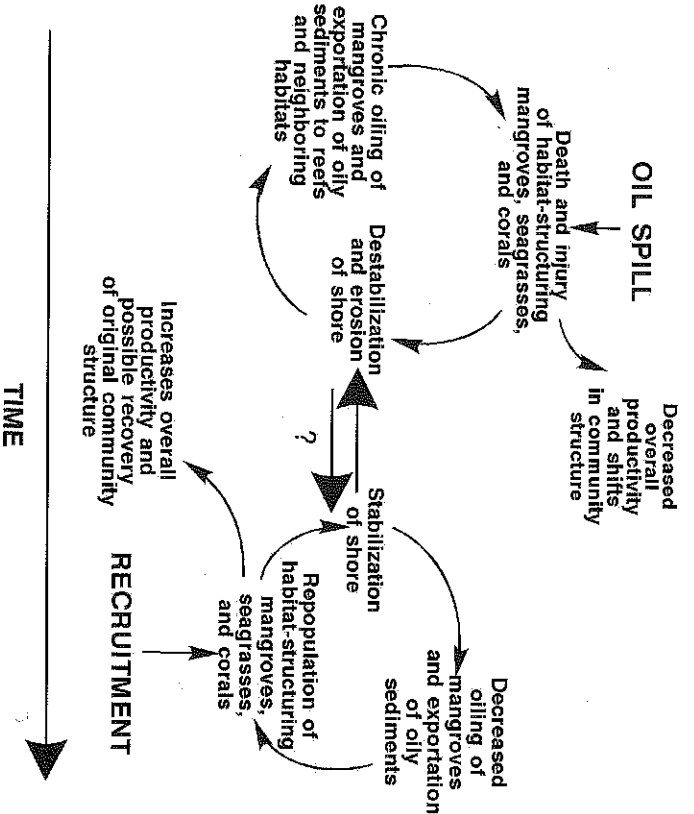 OIL SPILL
Death and injury
of habitat-structuring
mangroves, seagrasses,
and corals
Decreased
overall
productivity
and shifts
in community
structure
Chronic oiling of
mangroves and
exportation of oily
sediments to reefs
and neighboring
habitats
Destabilization
and erosion
of shore
?
Stabilization
of shore
Decreased
oiling of
mangroves
and exportation
of oily
sediments
Repopulation of
habitat-structuring
mangroves,
seagrasses,
and corals
Increases overall
productivity and
possible recovery
of original community
structure
RECRUITMENT
TIME